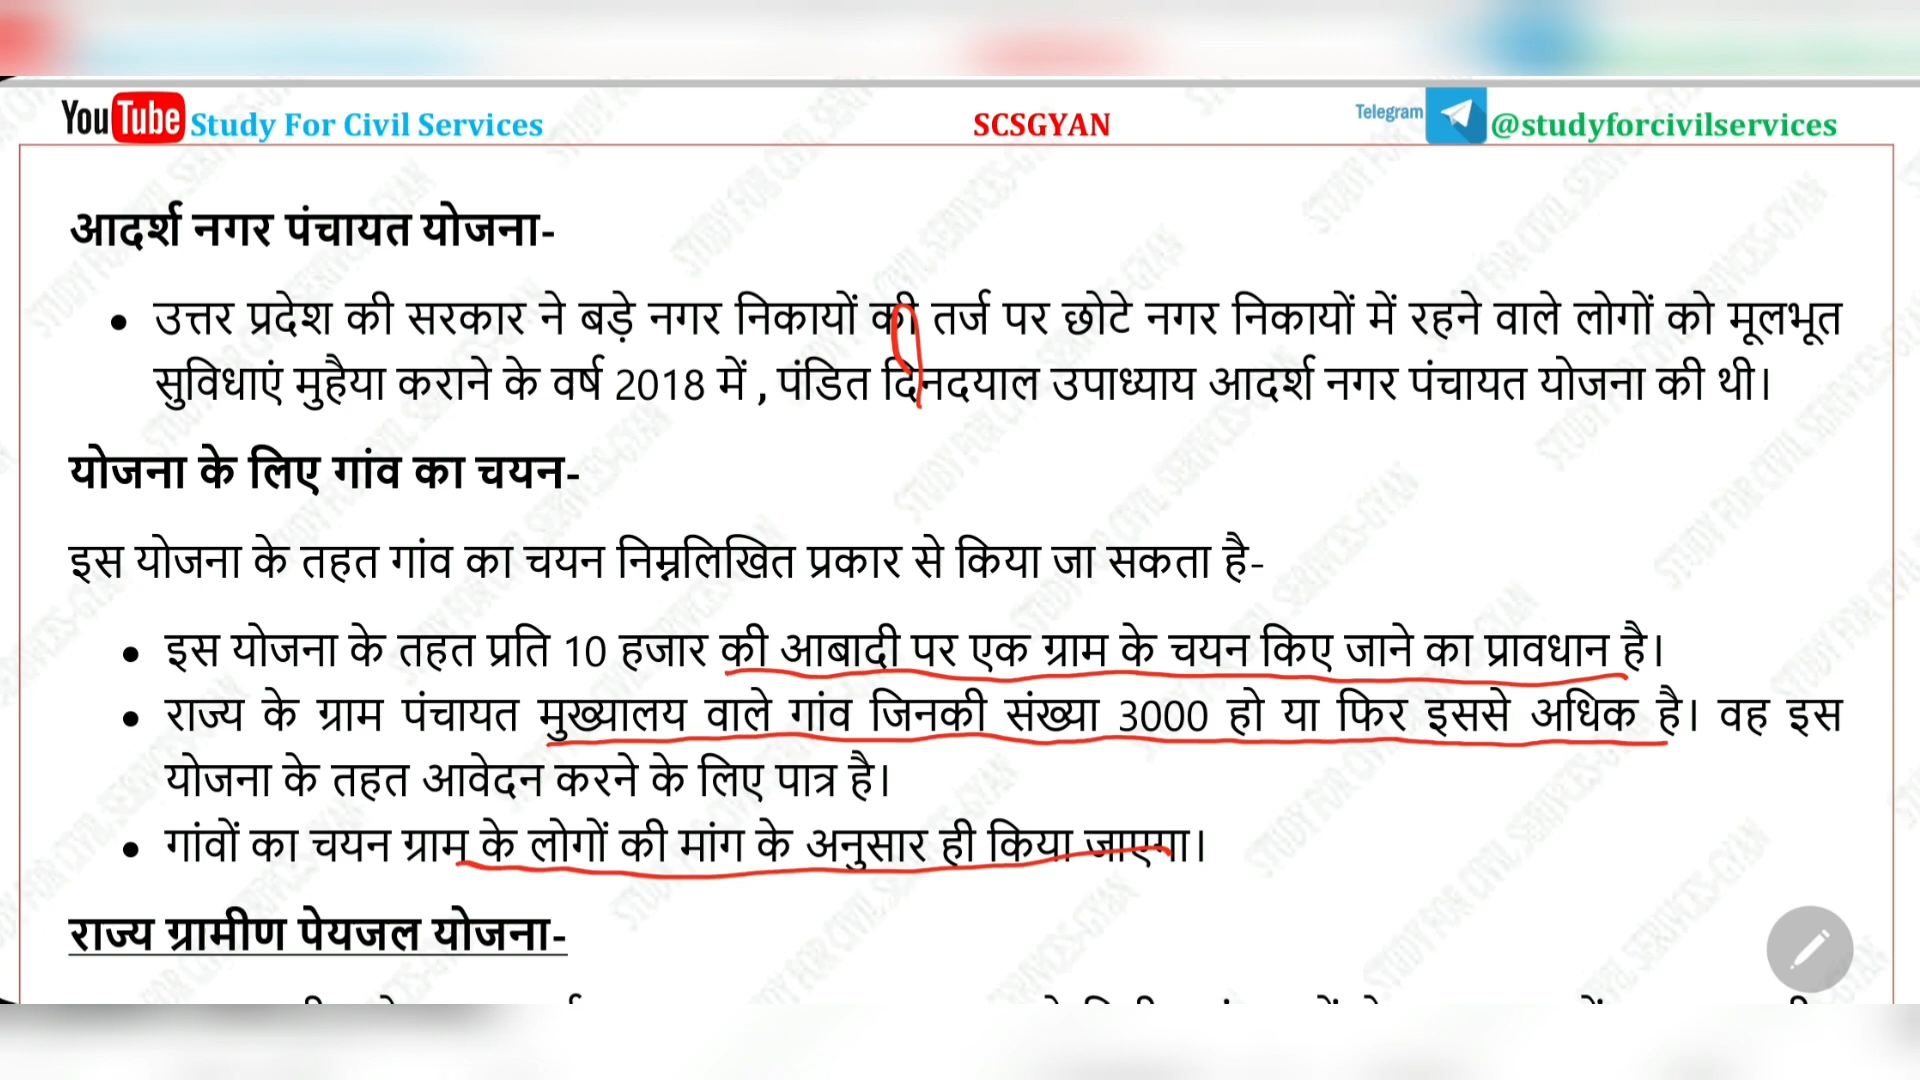 YouTube Study For Civil Services SCSGYAN Telegram @studyforcivilservices
आदर्श नगर पंचायत योजना-
• उत्तर प्रदेश की सरकार ने बड़े नगर निकायों की तर्ज पर छोटे नगर निकायों में रहने वाले लोगों को मूलभूत
सुविधाएं मुहैया कराने के वर्ष 2018 में , पंडित दिनदयाल उपाध्याय आदर्श नगर पंचायत योजना की थी।
योजना के लिए गांव का चयन-
इस योजना के तहत गांव का चयन निम्नलिखित प्रकार से किया जा सकता है-
• इस योजना के तहत प्रति 10 हजार की आबादी पर एक ग्राम के चयन किए जाने का प्रावधान है।
• राज्य के ग्राम पंचायत मुख्यालय वाले गांव जिनकी संख्या 3000 हो या फिर इससे अधिक है। वह इस
योजना के तहत आवेदन करने के लिए पात्र है।
• गांवों का चयन ग्राम के लोगों की मांग के अनुसार ही किया जाएगा।
राज्य ग्रामीण पेयजल योजना-